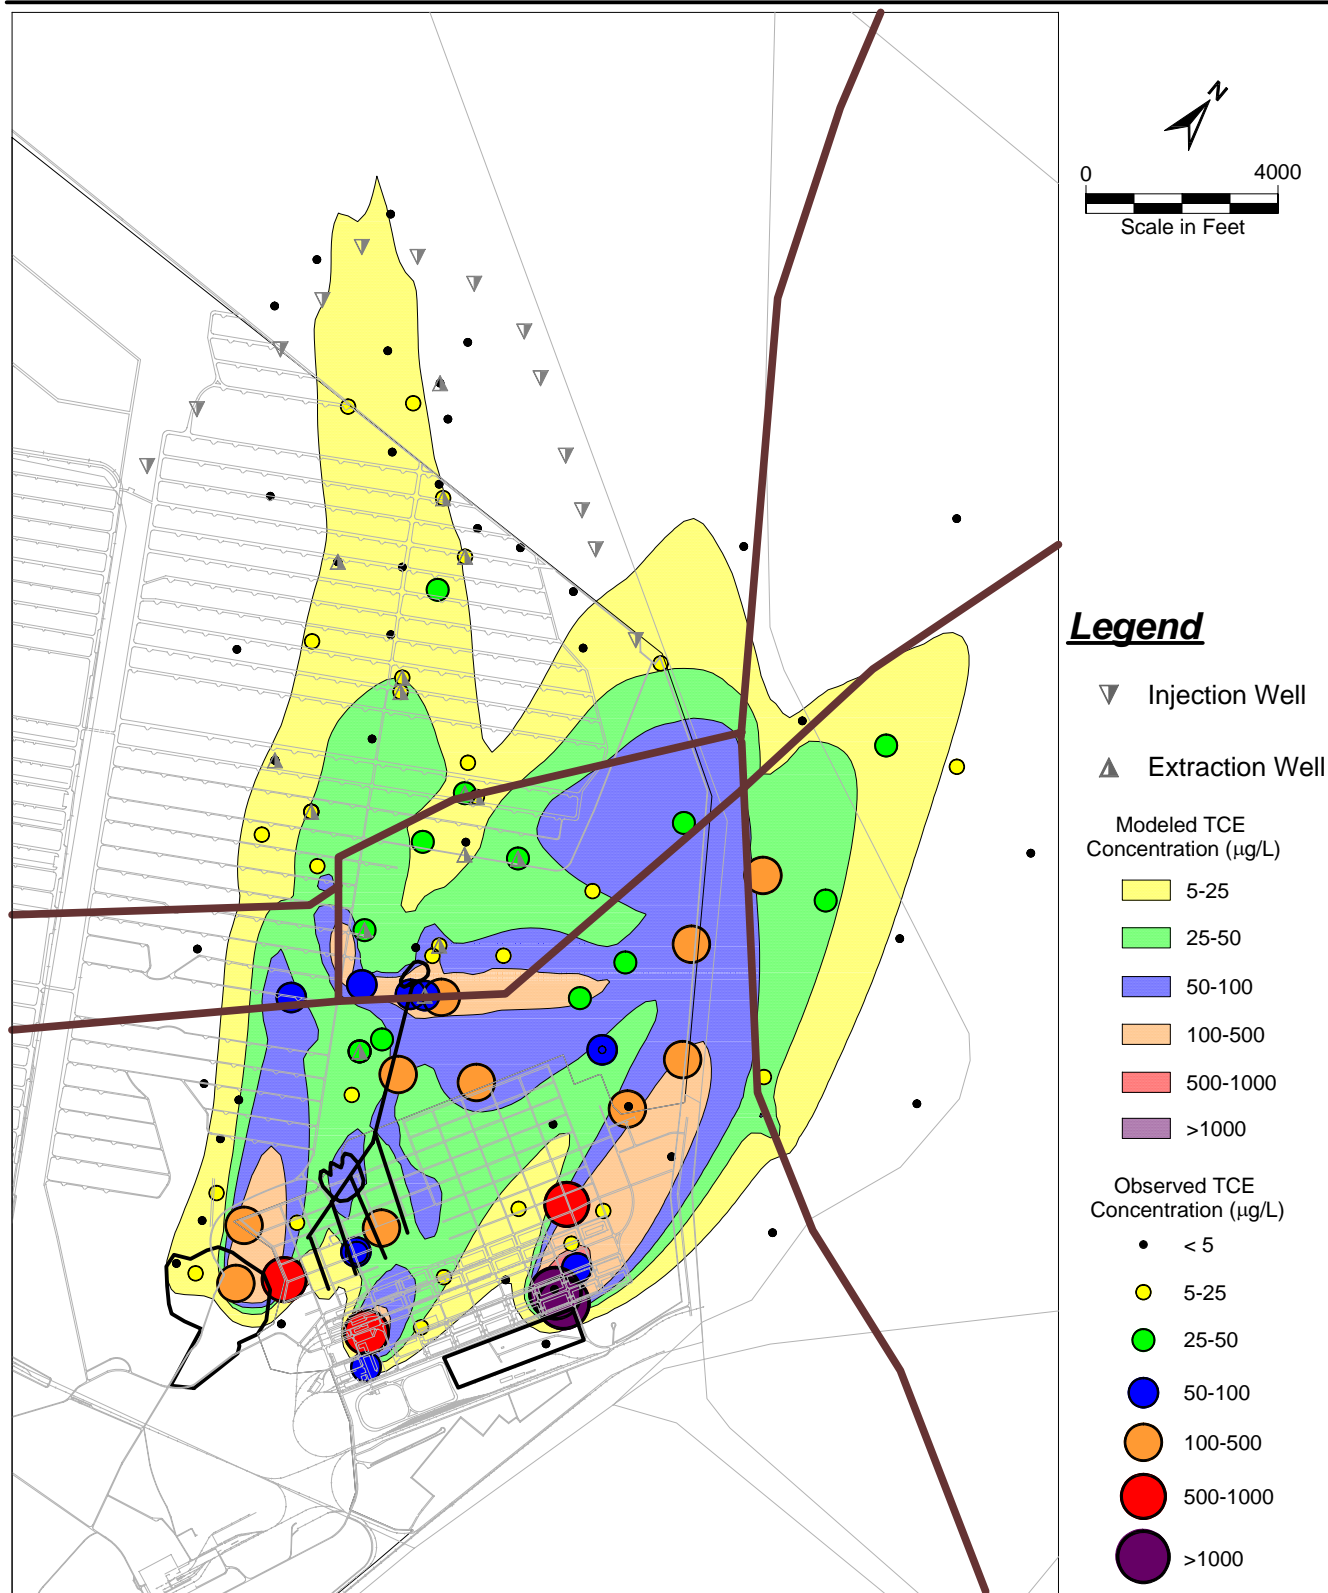 N
0 4000
Scale in Feet
Legend
Injection Well
Extraction Well
Modeled TCE
Concentration (µg/L)
5-25
25-50
50-100
100-500
500-1000
>1000
Observed TCE
Concentration (µg/L)
< 5
5-25
25-50
50-100
100-500
500-1000
>1000